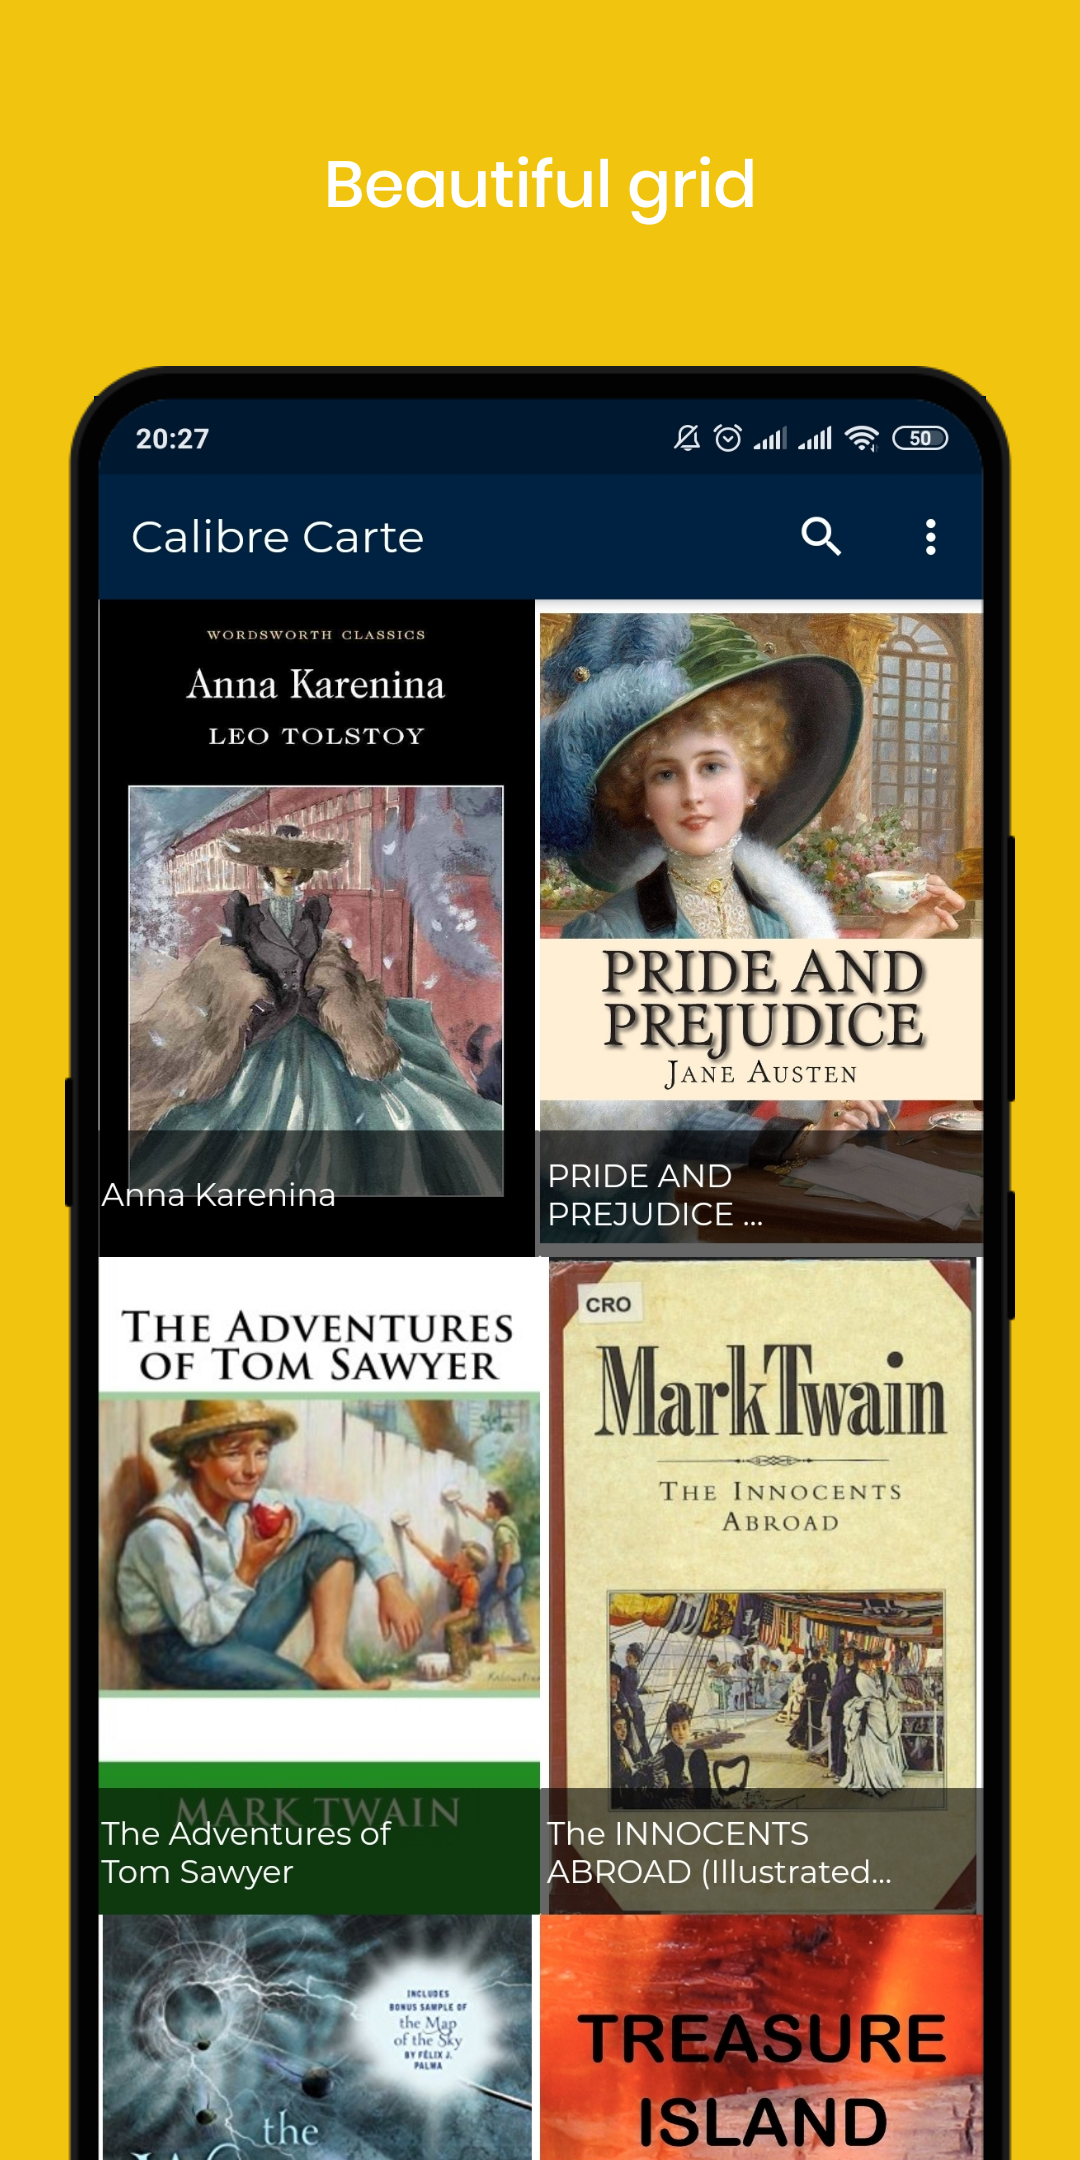 Beautiful grid
20:27
50
Calibre Carte
WORDSWORTH CLASSICS
Anna Karenina
LEO TOLSTOY
Anna Karenina
PRIDE AND
PREJUDICE
JANE AUSTEN
PRIDE AND
PREJUDICE ...
THE ADVENTURES
OF TOM SAWYER
MARK TWAIN
The Adventures of
Tom Sawyer
CRO
Mark Twain
THE INNOCENTS
ABROAD
The INNOCENTS
ABROAD (Illustrated...
INCLUDES
BONUS SAMPLE OF
the Map
of the Sky
BY FÉLIX J.
PALMA
the
TREASURE
ISLAND